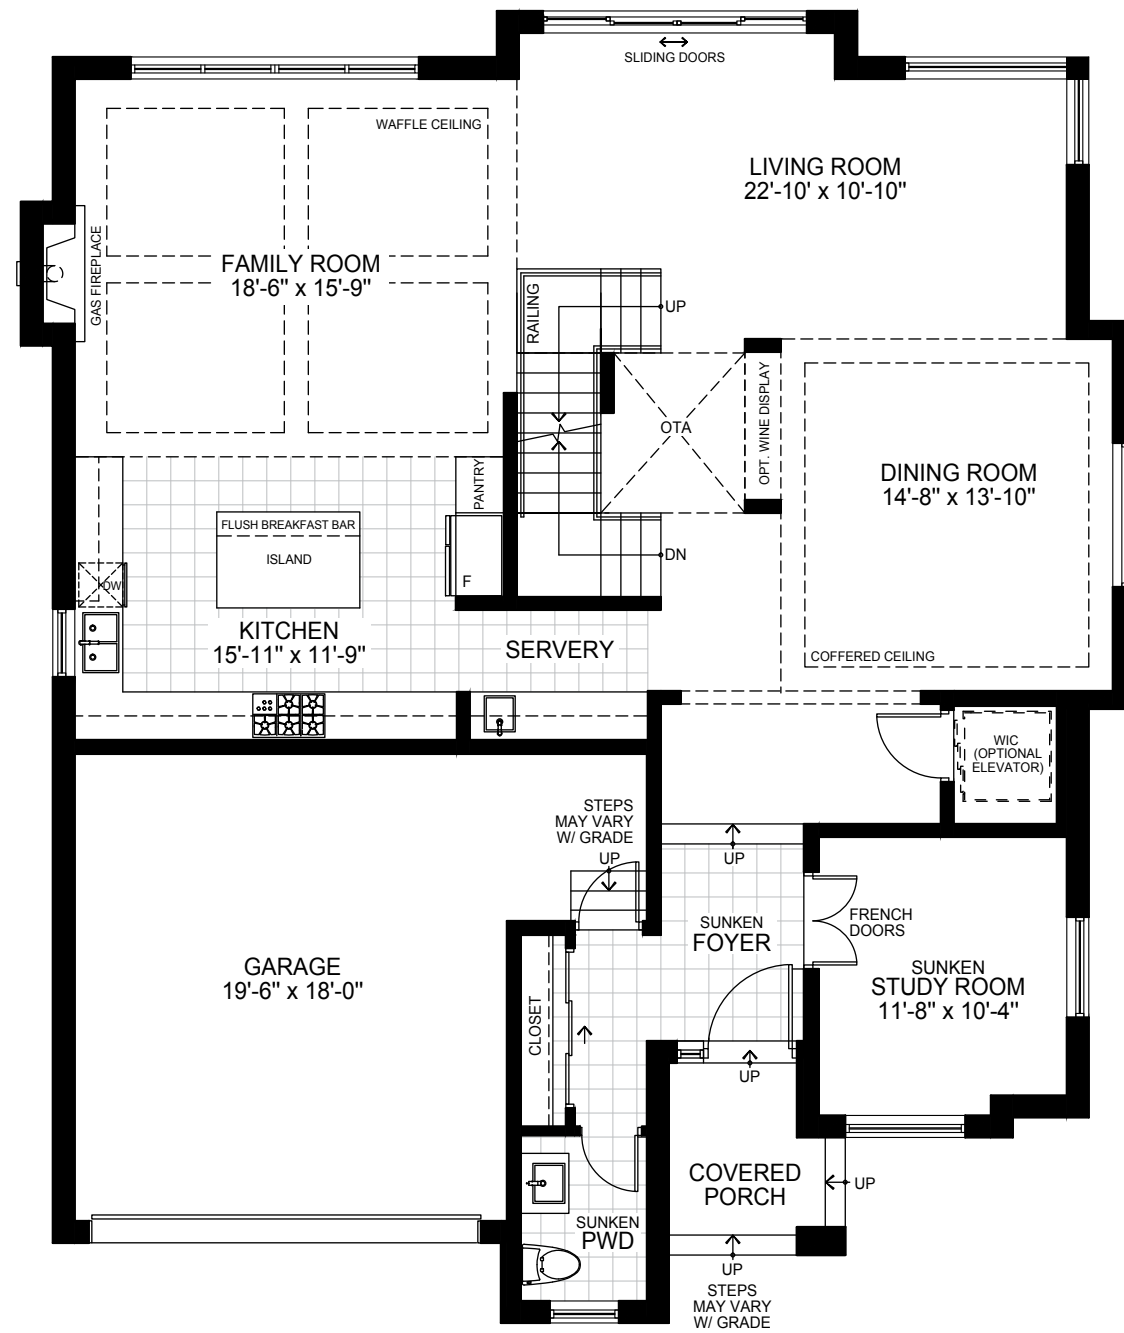 SLIDING DOORS
WAFFLE CEILING
LIVING ROOM
22'-10' x 10'-10"
GAS FIREPLACE
FAMILY ROOM
18'-6" x 15'-9"
RAILING
UP
OPT. WINE DISPLAY
OTA
DINING ROOM
14'-8" x 13'-10"
PANTRY
FLUSH BREAKFAST BAR
ISLAND
DW
F
DN
KITCHEN
15'-11" x 11'-9"
SERVERY
COFFERED CEILING
WIC
(OPTIONAL
ELEVATOR)
STEPS
MAY VARY
W/ GRADE
UP
UP
SUNKEN
FOYER
FRENCH
DOORS
GARAGE
19'-6" x 18'-0"
SUNKEN
STUDY ROOM
11'-8" x 10'-4"
CLOSET
UP
COVERED
PORCH
UP
SUNKEN
PWD
UP
STEPS
MAY VARY
W/ GRADE